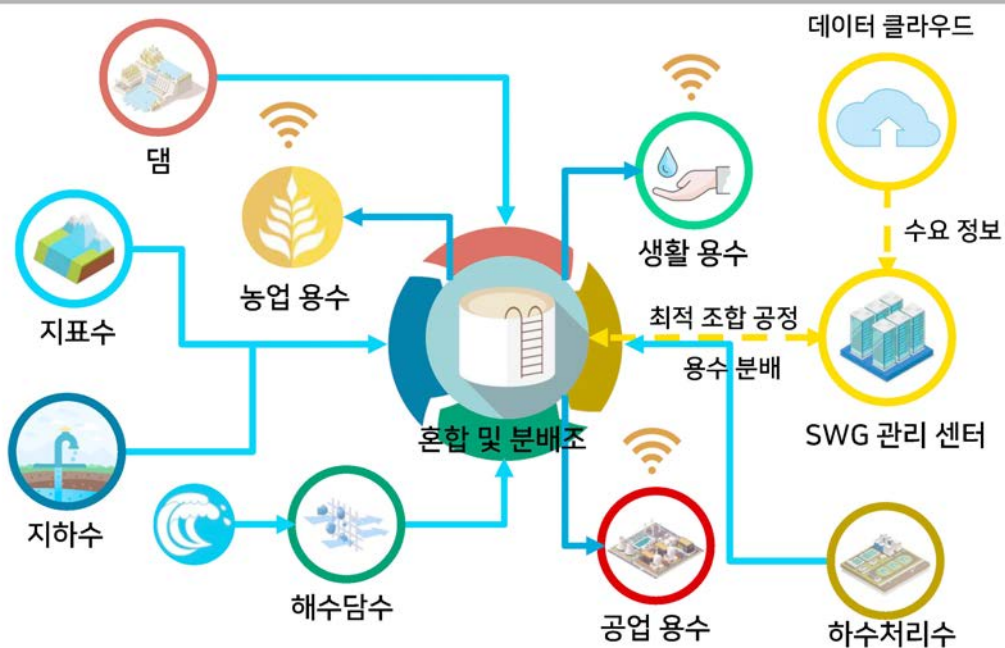 데이터 클라우드
댐
수요 정보
생활 용수
농업 용수
지표수
최적 조합 공정
용수 분배
혼합 및 분배조
SWG 관리 센터
지하수
해수담수
공업 용수
하수처리수